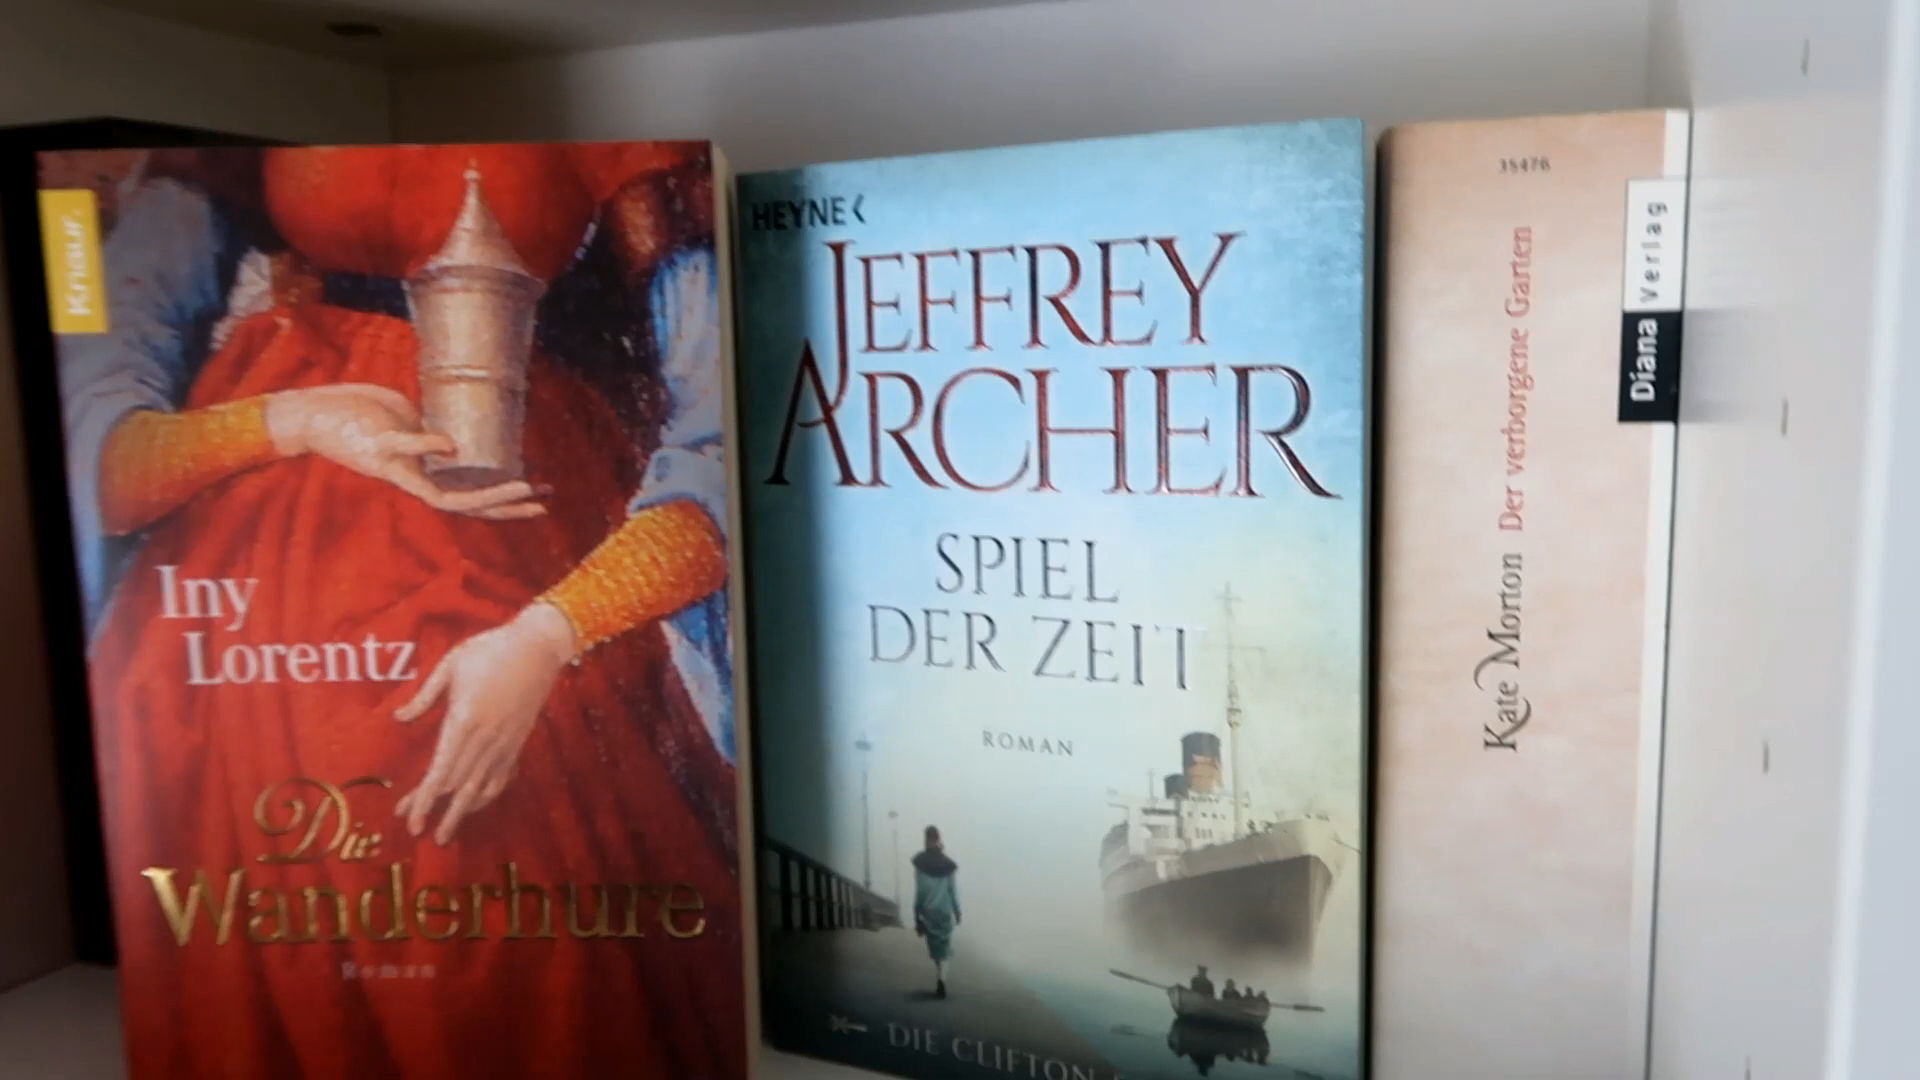 Knaur
Iny
Lorentz
Die
Wanderhure
Roman
HEYNE<
JEFFREY
ARCHER
SPIEL
DER ZEIT
ROMAN
DIE CLIFTON
35476
Kate Morton Der verborgene Garten
Diana Verlag